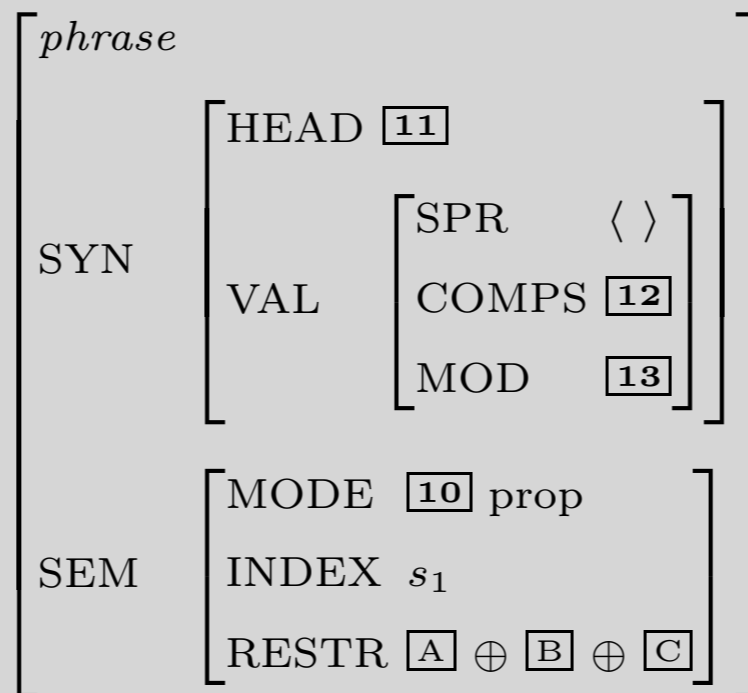 phrase
HEAD 11
SPR ⟨ ⟩
SYN
VAL COMPS 12
MOD 13
MODE 10 prop
SEM INDEX s₁
RESTR A ⊕ B ⊕ C